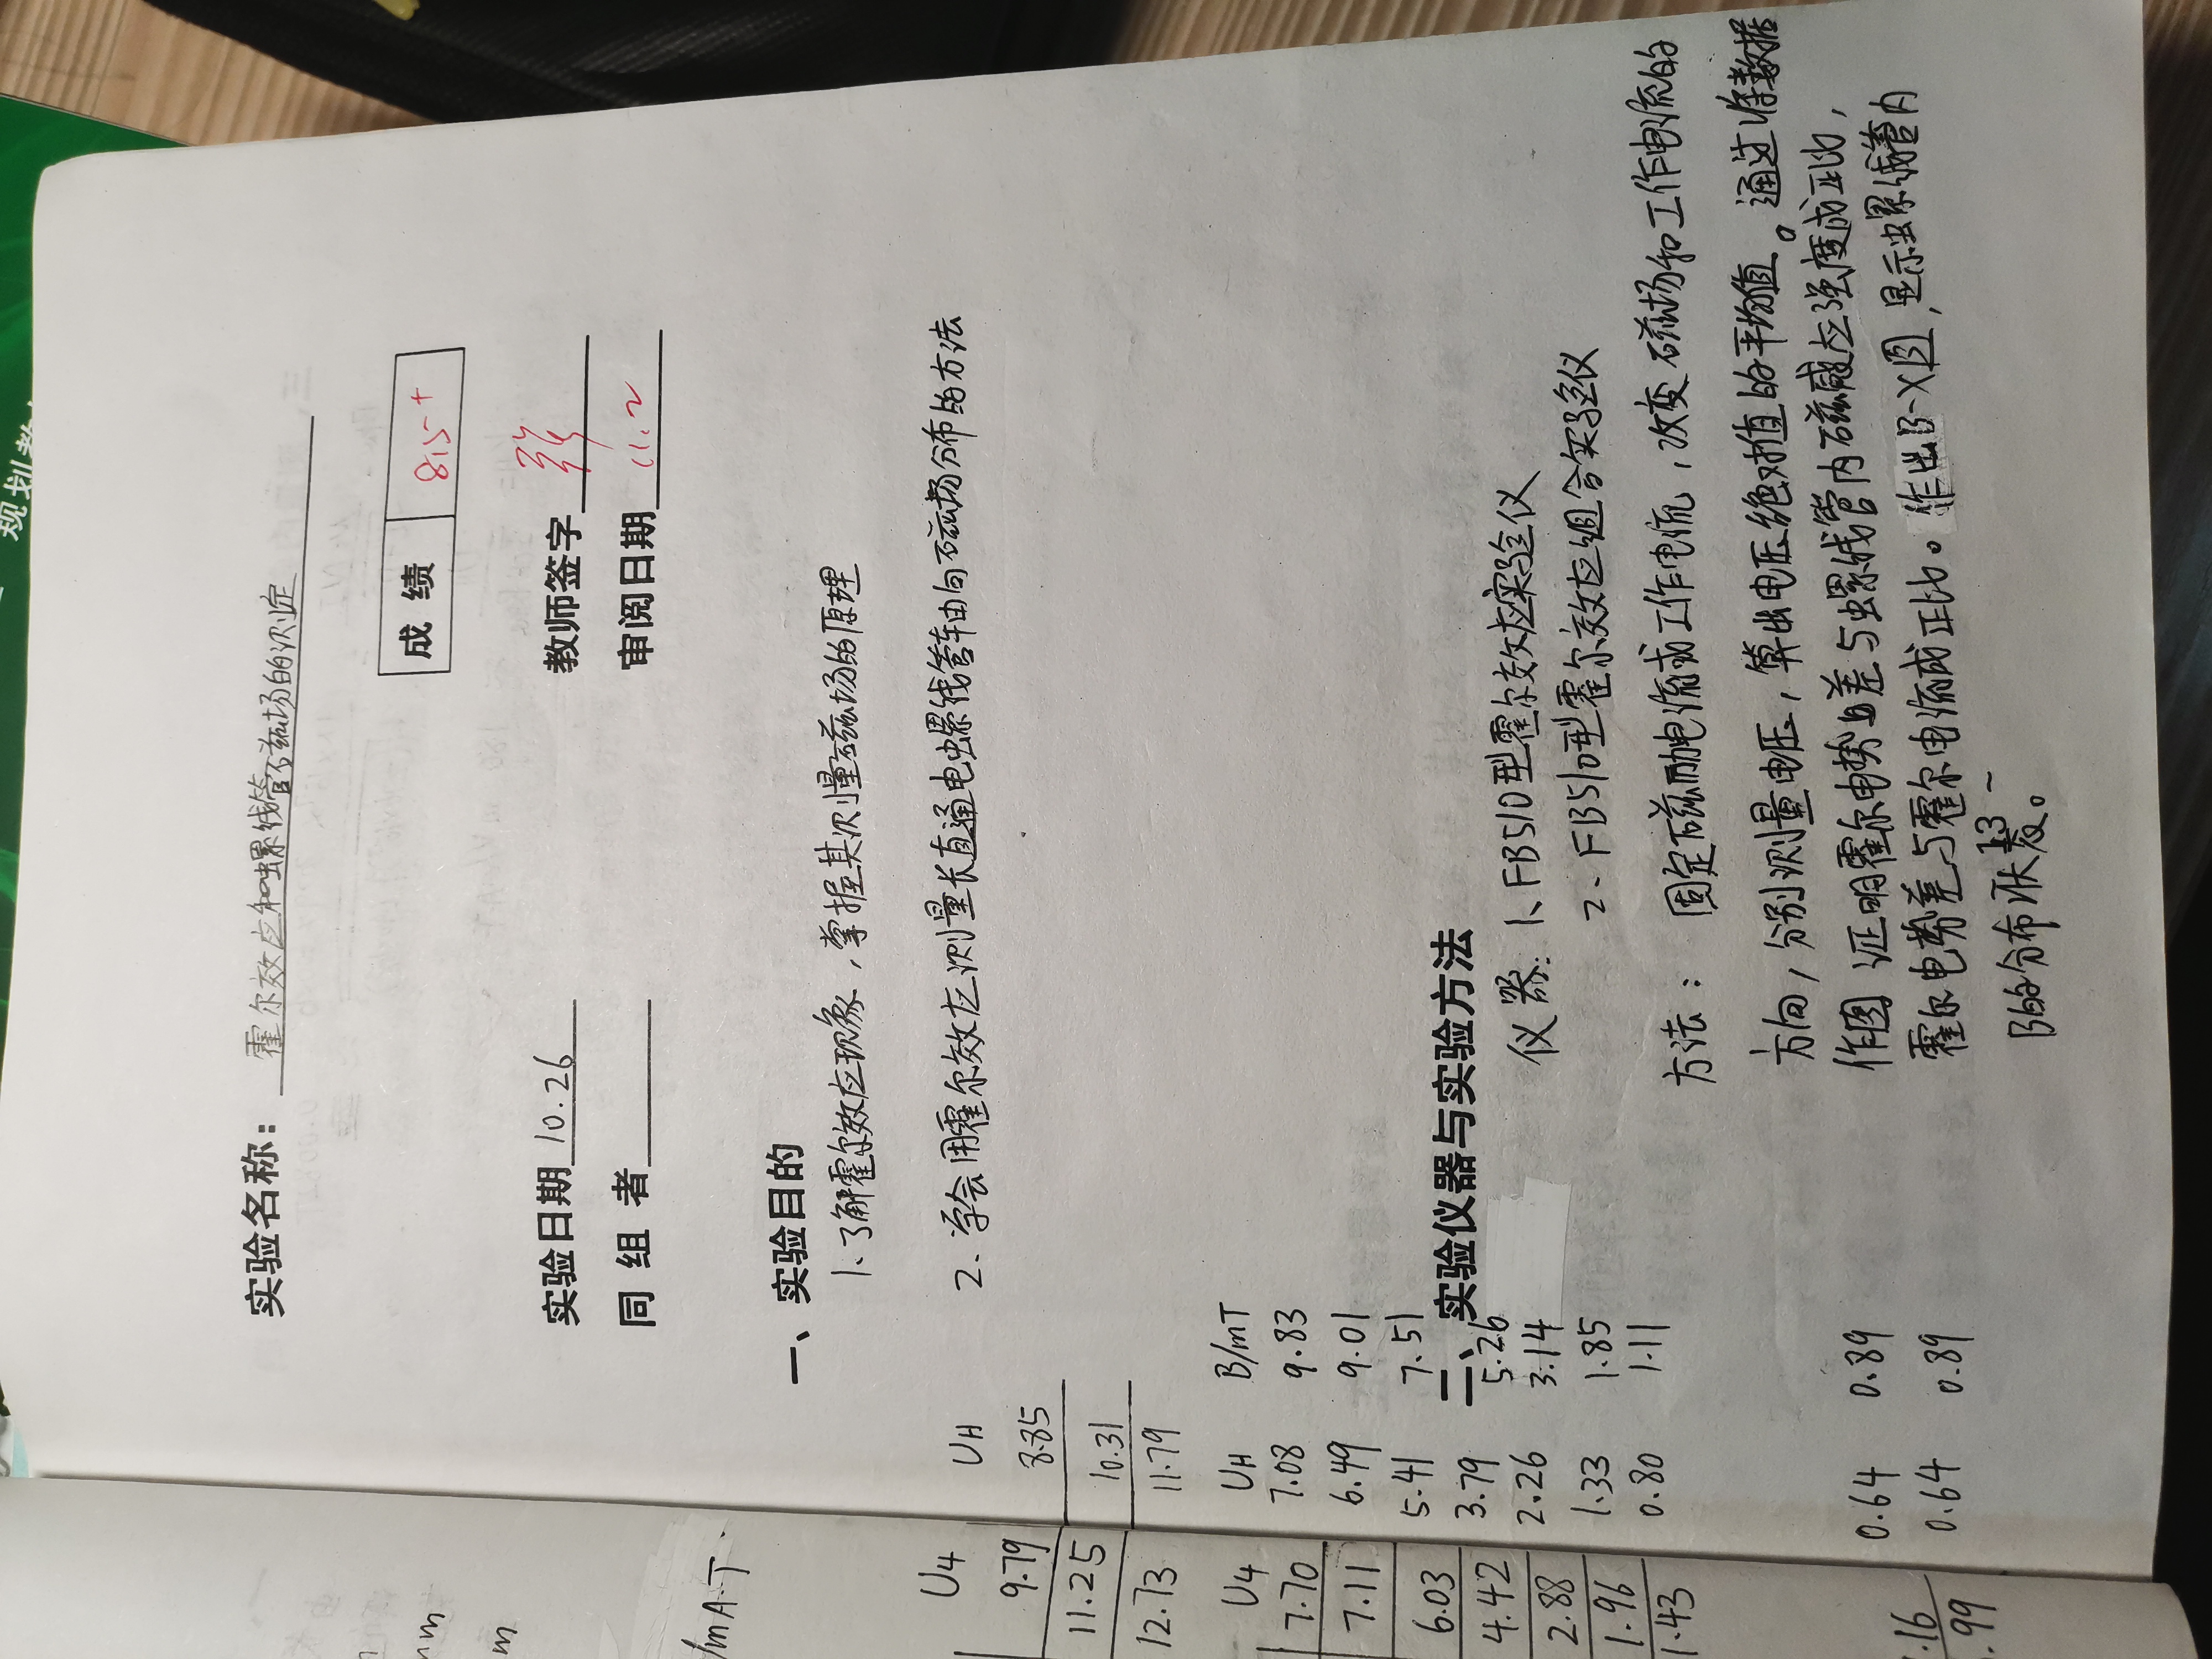 规划教
实验名称: 霍尔效应和螺线管磁场的测定
成绩 85+
实验日期 10.26 教师签字
同组者 审阅日期 11.2
一、实验目的
1、了解霍尔效应现象，掌握其测量磁场的原理
2、学会用霍尔效应测量长直通电螺线管轴向磁场分布的方法
二、实验仪器与实验方法
仪器：1、FB510型霍尔效应实验仪
2、FB510型霍尔效应组合实验仪
方法：固定磁励电流或工作电流，改变磁场和工作电流的
方向，分别测量电压，算出电压绝对值的平均值。通过将数据
作图 证明霍尔电势差与螺线管内磁感应强度成正比，
霍尔电势差与霍尔电流成正比。作出B~X图，显示螺线管内
B的分布状态。
13
/mA·T
mm
m
U4 UH
9.79 8.85
11.25 10.31
12.73 11.79
U4 UH B/mT
7.70 7.08 9.83
7.11 6.49 9.01
6.03 5.41 7.51
4.42 3.79 5.26
2.88 2.26 3.14
1.96 1.33 1.85
1.43 0.80 1.11
.16 0.64 0.89
.99 0.64 0.89